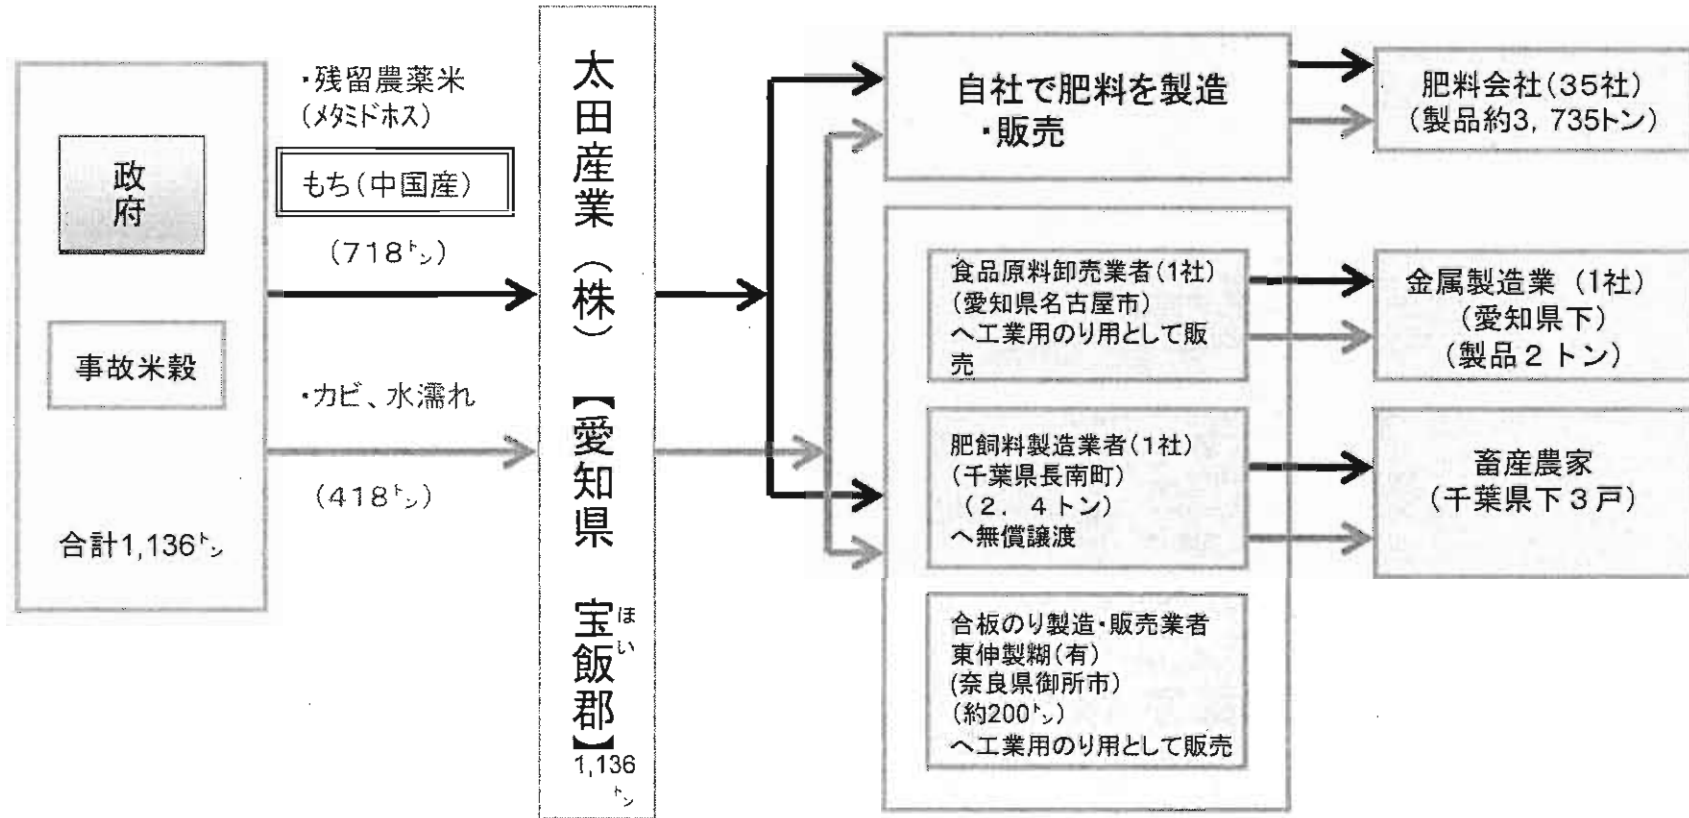 政
府
事故米穀
合計1,136トン
・残留農薬米
(メタミドホス)
もち(中国産)
(718トン)
・カビ、水濡れ
(418トン)
太田産業(株)【愛知県 宝飯郡】
ほい
1,136
トン
自社で肥料を製造
・販売
食品原料卸売業者(1社)
(愛知県名古屋市)
へ工業用のり用として販
売
肥飼料製造業者(1社)
(千葉県長南町)
(2.4トン)
へ無償譲渡
合板のり製造・販売業者
東伸製糊(有)
(奈良県御所市)
(約200トン)
へ工業用のり用として販売
肥料会社(35社)
(製品約3,735トン)
金属製造業(1社)
(愛知県下)
(製品2トン)
畜産農家
(千葉県下3戸)